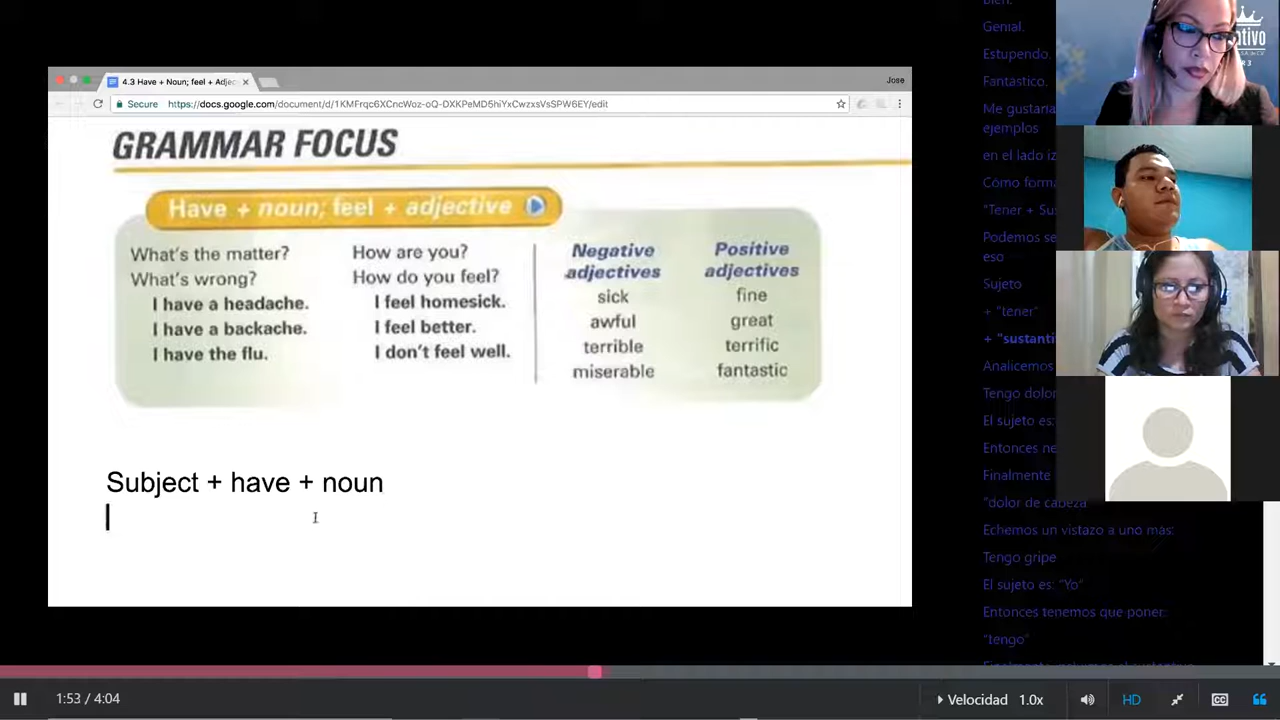 4.3 Have + Noun; feel + Adjec
Jose
Secure https://docs.google.com/document/d/1KMFrqc6XCncWoz-oQ-DXKPeMD5hiYxCwzxsVsSPW6EY/edit
GRAMMAR FOCUS
Have + noun; feel + adjective
What's the matter?
What's wrong?
I have a headache.
I have a backache.
I have the flu.
How are you?
How do you feel?
I feel homesick.
I feel better.
I don't feel well.
Negative adjectives
sick
awful
terrible
miserable
Positive adjectives
fine
great
terrific
fantastic
Subject + have + noun
bien.
Genial.
Estupendo.
Fantastico.
Me gustaria
ejemplos
en el lado iz
Cómo forma
"Tener + Su
Podemos se
eso
Sujeto
+ "tener"
+ "sustanti
Analicemos
Tengo dolor
El sujeto es:
Entonces ne
Finalmente
"dolor de cabeza
Echemos un vistazo a uno más:
Tengo gripe
El sujeto es: "Yo"
Entonces tenemos que poner:
"tengo"
1:53 / 4:04
Velocidad 1.0x
HD
CC